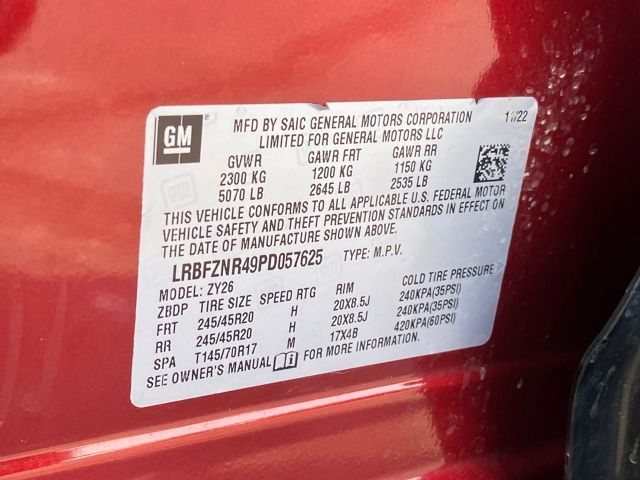 GM
MFD BY SAIC GENERAL MOTORS CORPORATION 11/22
LIMITED FOR GENERAL MOTORS LLC
GVWR GAWR FRT GAWR RR
2300 KG 1200 KG 1150 KG
5070 LB 2645 LB 2535 LB
THIS VEHICLE CONFORMS TO ALL APPLICABLE U.S. FEDERAL MOTOR
VEHICLE SAFETY AND THEFT PREVENTION STANDARDS IN EFFECT ON
THE DATE OF MANUFACTURE SHOWN ABOVE.
LRBFZNR49PD057625 TYPE: M.P.V.
MODEL: ZY26
ZBDP TIRE SIZE SPEED RTG RIM COLD TIRE PRESSURE
FRT 245/45R20 H 20X8.5J 240KPA(35PSI)
RR 245/45R20 H 20X8.5J 240KPA(35PSI)
SPA T145/70R17 M 17X4B 420KPA(60PSI)
SEE OWNER'S MANUAL FOR MORE INFORMATION.